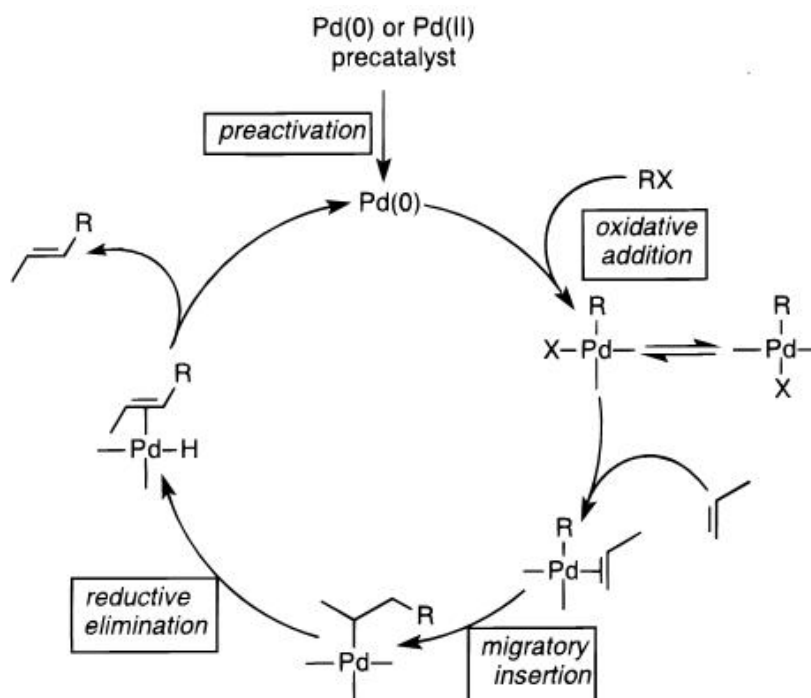 Pd(0) or Pd(II)
precatalyst
preactivation
Pd(0)
RX
oxidative
addition
R
R
X-Pd
Pd
X
R
R
Pd-H
R
Pd
R
Pd
reductive
elimination
migratory
insertion